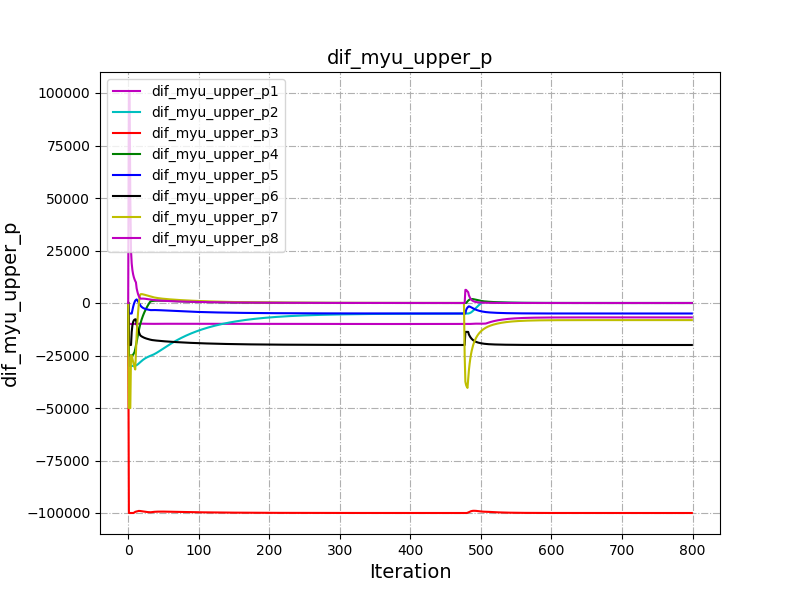 dif_myu_upper_p
dif_myu_upper_p
100000
75000
50000
25000
0
−25000
−50000
−75000
−100000
dif_myu_upper_p1
dif_myu_upper_p2
dif_myu_upper_p3
dif_myu_upper_p4
dif_myu_upper_p5
dif_myu_upper_p6
dif_myu_upper_p7
dif_myu_upper_p8
0 100 200 300 400 500 600 700 800
Iteration